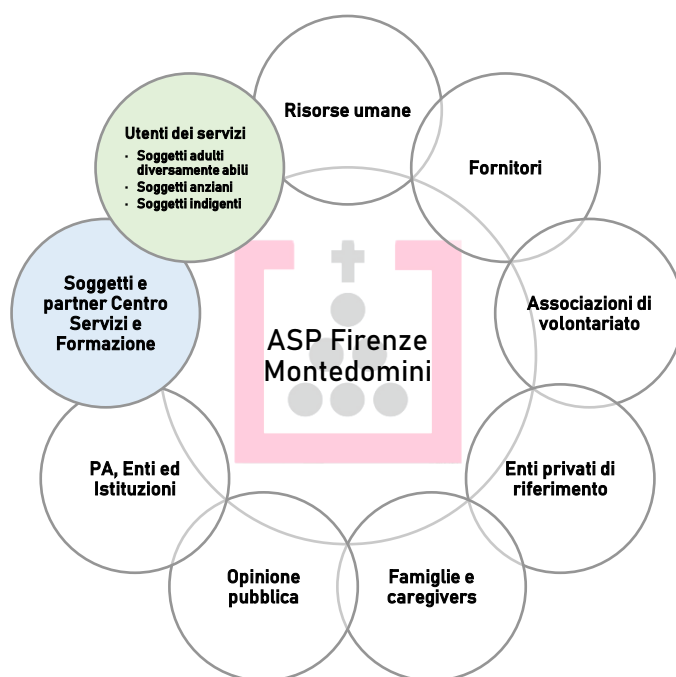 Risorse umane
Utenti dei servizi
· Soggetti adulti
diversamente abili
· Soggetti anziani
· Soggetti indigenti
Fornitori
Soggetti e
partner Centro
Servizi e
Formazione
Associazioni di
volontariato
ASP Firenze
Montedomini
PA, Enti ed
Istituzioni
Enti privati di
riferimento
Opinione
pubblica
Famiglie e
caregivers